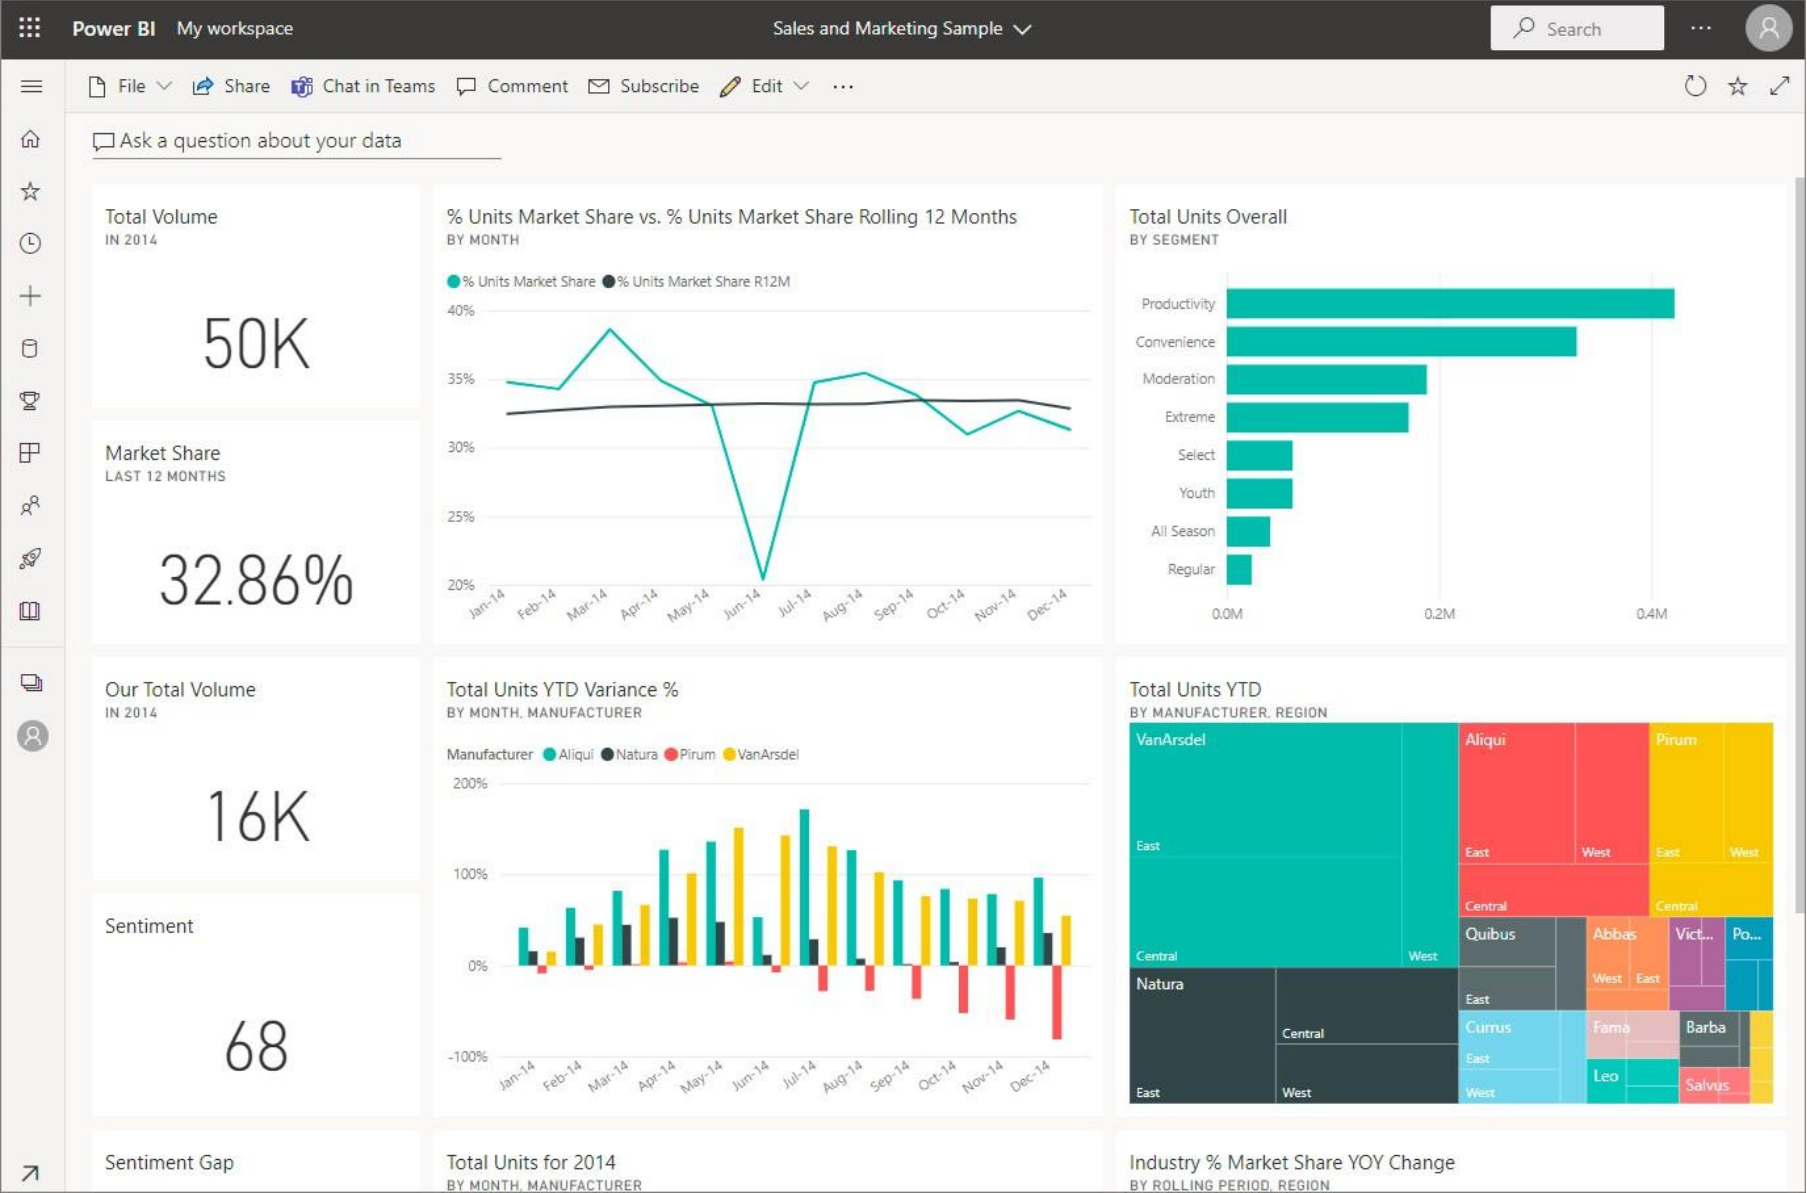 Power BI My workspace
Sales and Marketing Sample
Search
File Share Chat in Teams Comment Subscribe Edit
Ask a question about your data
Total Volume
IN 2014
50K
Market Share
LAST 12 MONTHS
32.86%
Our Total Volume
IN 2014
16K
Sentiment
68
Sentiment Gap
% Units Market Share vs. % Units Market Share Rolling 12 Months
BY MONTH
% Units Market Share % Units Market Share R12M
40%
35%
30%
25%
20%
Jan-14 Feb-14 Mar-14 Apr-14 May-14 Jun-14 Jul-14 Aug-14 Sep-14 Oct-14 Nov-14 Dec-14
Total Units YTD Variance %
BY MONTH, MANUFACTURER
Manufacturer Aliqui Natura Pirum VanArsdel
200%
100%
0%
-100%
Jan-14 Feb-14 Mar-14 Apr-14 May-14 Jun-14 Jul-14 Aug-14 Sep-14 Oct-14 Nov-14 Dec-14
Total Units for 2014
BY MONTH, MANUFACTURER
Total Units Overall
BY SEGMENT
Productivity
Convenience
Moderation
Extreme
Select
Youth
All Season
Regular
0.0M 0.2M 0.4M
Total Units YTD
BY MANUFACTURER, REGION
VanArsdel
East
Central West
Natura
Central
East West
Aliqui
East West
Central
Pirum
East West
Central
Quibus
East
Abbas
West East
Vict...
Po...
Currus
East
West
Fama
Barba
Leo
Salvus
Industry % Market Share YOY Change
BY ROLLING PERIOD, REGION